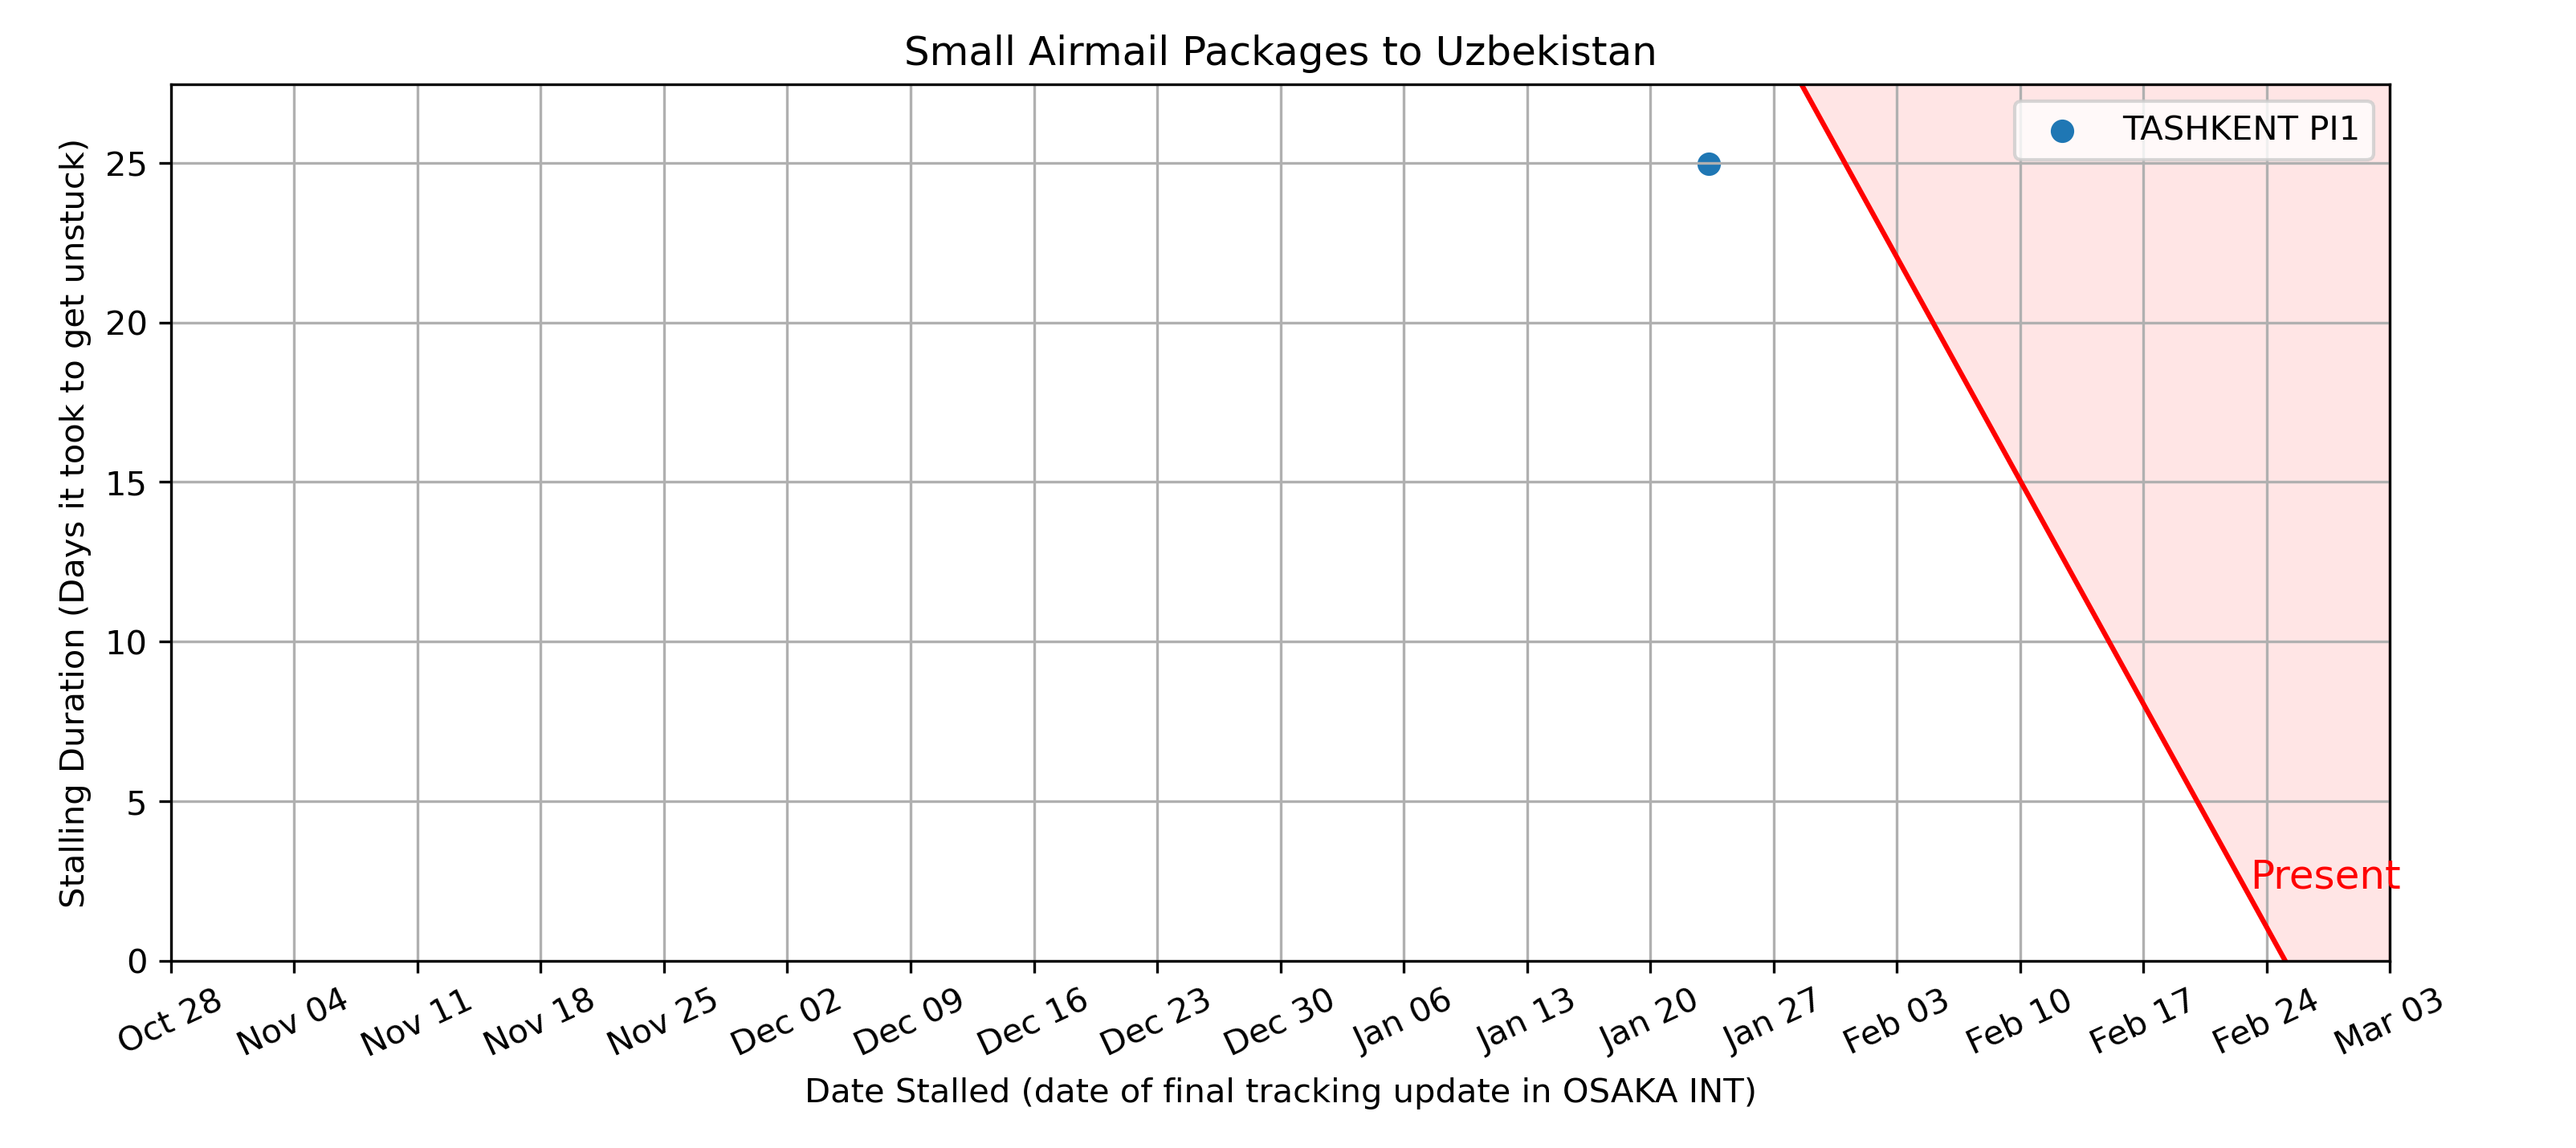 Small Airmail Packages to Uzbekistan
TASHKENT PI1
Stalling Duration (Days it took to get unstuck)
25
20
15
10
5
0
Present
Oct 28
Nov 04
Nov 11
Nov 18
Nov 25
Dec 02
Dec 09
Dec 16
Dec 23
Dec 30
Jan 06
Jan 13
Jan 20
Jan 27
Feb 03
Feb 10
Feb 17
Feb 24
Mar 03
Date Stalled (date of final tracking update in OSAKA INT)